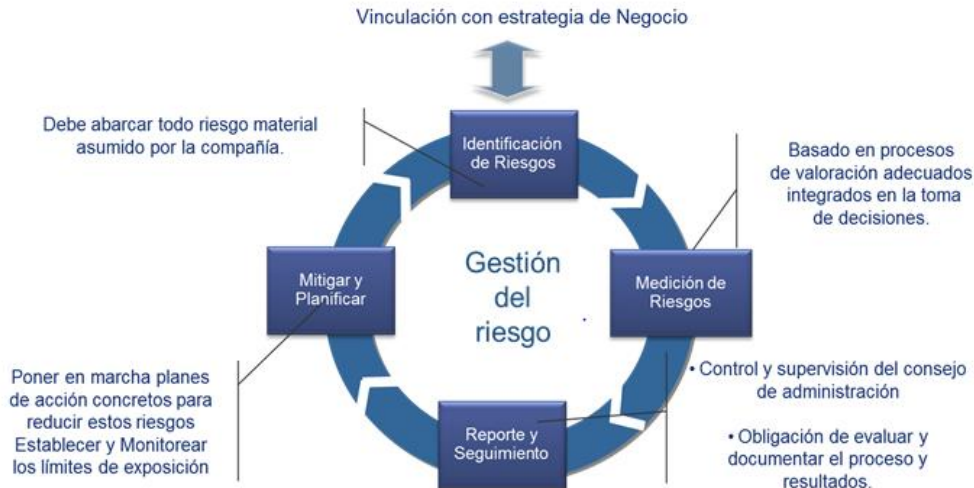 Vinculación con estrategia de Negocio
Debe abarcar todo riesgo material
asumido por la compañía.
Identificación
de Riesgos
Basado en procesos
de valoración adecuados
integrados en la toma
de decisiones.
Mitigar y
Planificar
Gestión
del
riesgo
Medición de
Riesgos
Poner en marcha planes
de acción concretos para
reducir estos riesgos
Establecer y Monitorear
los límites de exposición
Reporte y
Seguimiento
• Control y supervisión del consejo
de administración
• Obligación de evaluar y
documentar el proceso y
resultados.